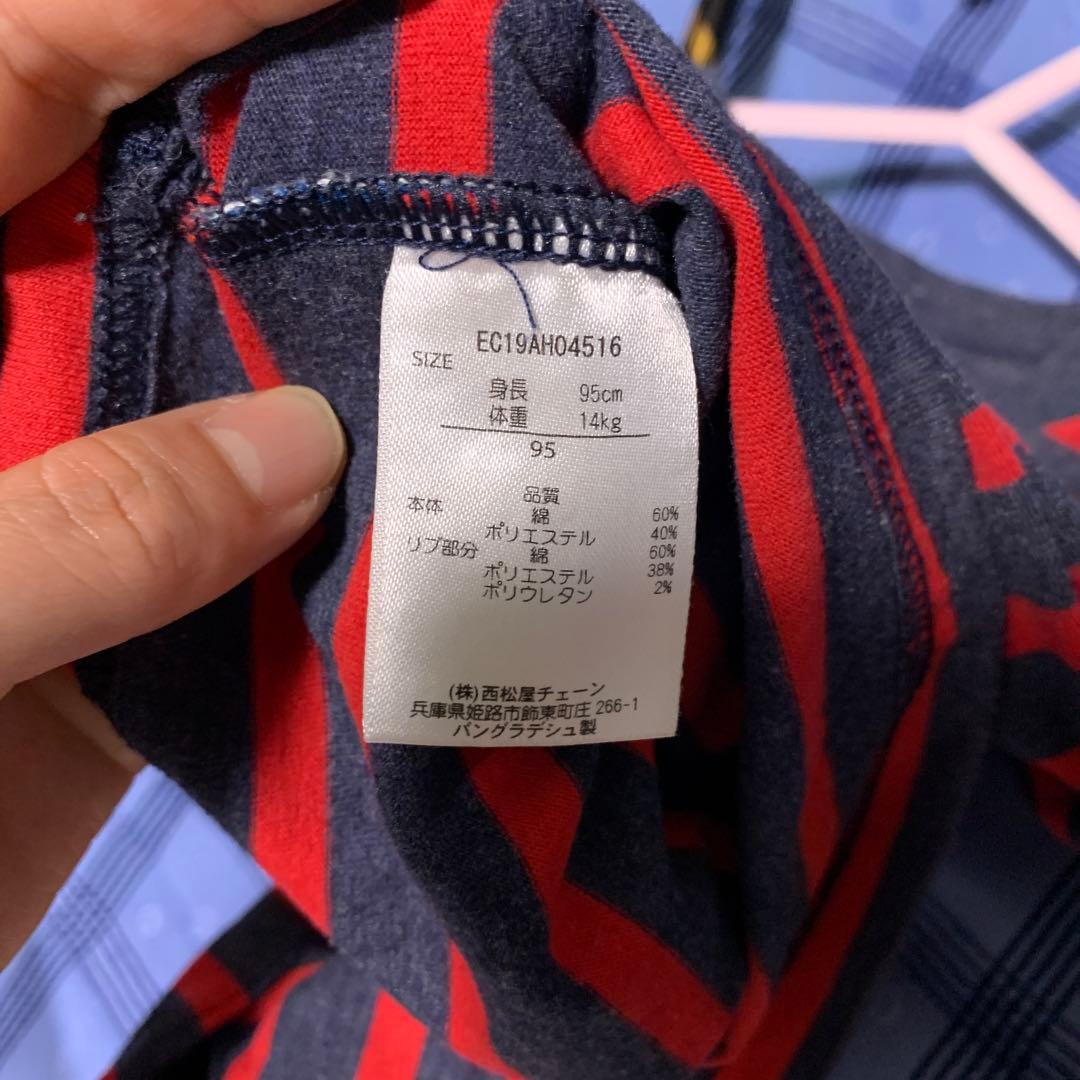 EC19AH04516
SIZE
身長 95cm
体重 14kg
95
品質
本体 綿 60%
ポリエステル 40%
リブ部分 綿 60%
ポリエステル 38%
ポリウレタン 2%
(株)西松屋チェーン
兵庫県姫路市飾東町庄 266-1
バングラデシュ製